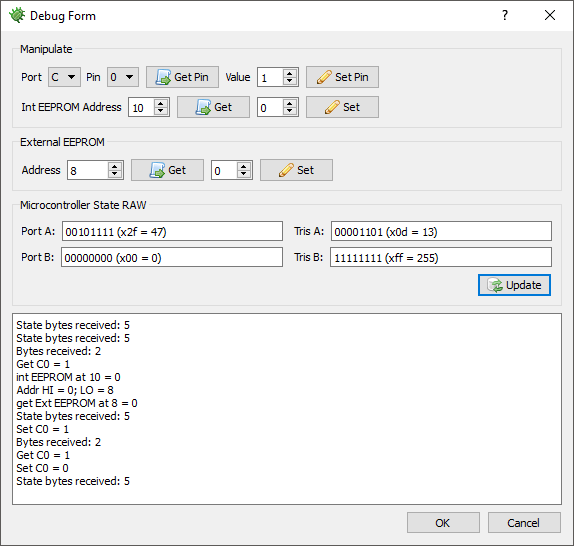 Debug Form
Manipulate
Port C Pin 0 Get Pin Value 1 Set Pin
Int EEPROM Address 10 Get 0 Set
External EEPROM
Address 8 Get 0 Set
Microcontroller State RAW
Port A: 00101111 (x2f = 47) Tris A: 00001101 (x0d = 13)
Port B: 00000000 (x00 = 0) Tris B: 11111111 (xff = 255)
Update
State bytes received: 5
State bytes received: 5
Bytes received: 2
Get C0 = 1
int EEPROM at 10 = 0
Addr HI = 0; LO = 8
get Ext EEPROM at 8 = 0
State bytes received: 5
Set C0 = 1
Bytes received: 2
Get C0 = 1
Set C0 = 0
State bytes received: 5
OK Cancel